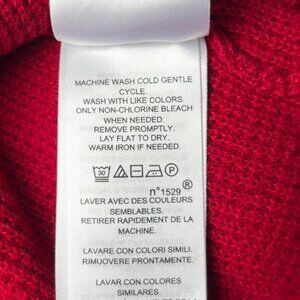 MACHINE WASH COLD GENTLE
CYCLE.
WASH WITH LIKE COLORS.
ONLY NON-CHLORINE BLEACH
WHEN NEEDED.
REMOVE PROMPTLY.
LAY FLAT TO DRY.
WARM IRON IF NEEDED.
30 P
n°1529 ®
LAVER AVEC DES COULEURS
SEMBLABLES.
RETIRER RAPIDEMENT DE LA
MACHINE.
LAVARE CON COLORI SIMILI.
RIMUOVERE PRONTAMENTE.
LAVAR CON COLORES
SIMILARES.